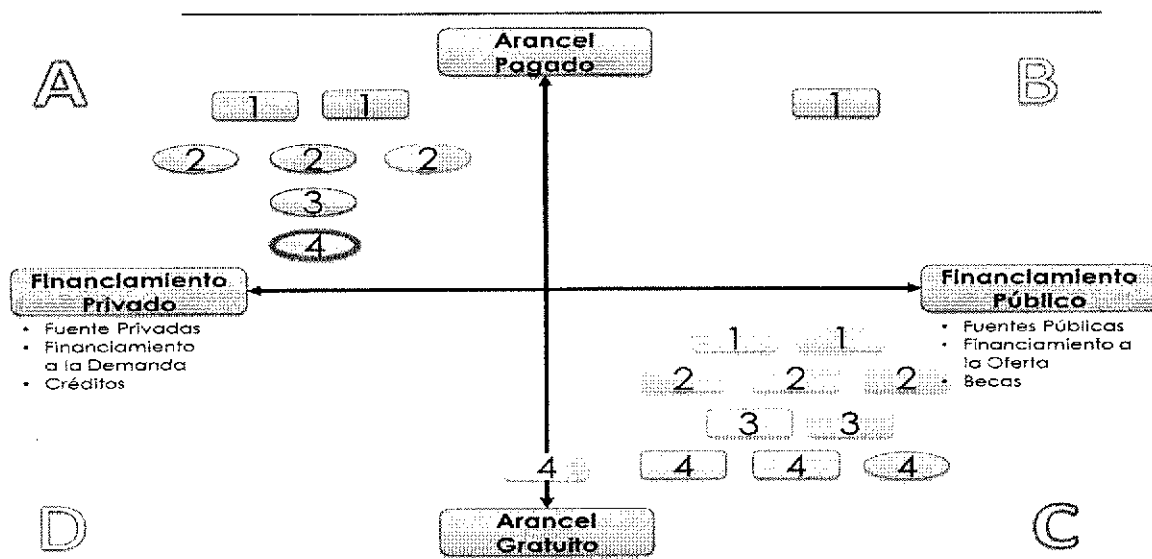 Arancel
Pagado
A
B
1 1
1
2 2 2
3
4
Financiamiento
Privado
• Fuente Privadas
• Financiamiento
a la Demanda
• Créditos
Financiamiento
Público
• Fuentes Públicas
• Financiamiento a
la Oferta
• Becas
1 1
2 2 2
3 3
4 4 4 4
D
Arancel
Gratuito
C